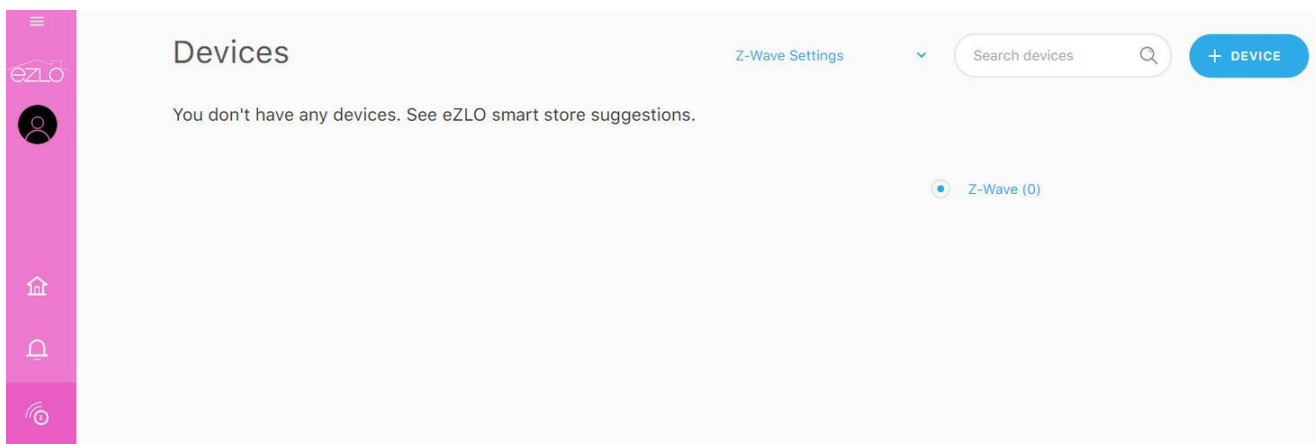 eZLO
Devices
Z-Wave Settings
Search devices
+ DEVICE
You don't have any devices. See eZLO smart store suggestions.
Z-Wave (0)